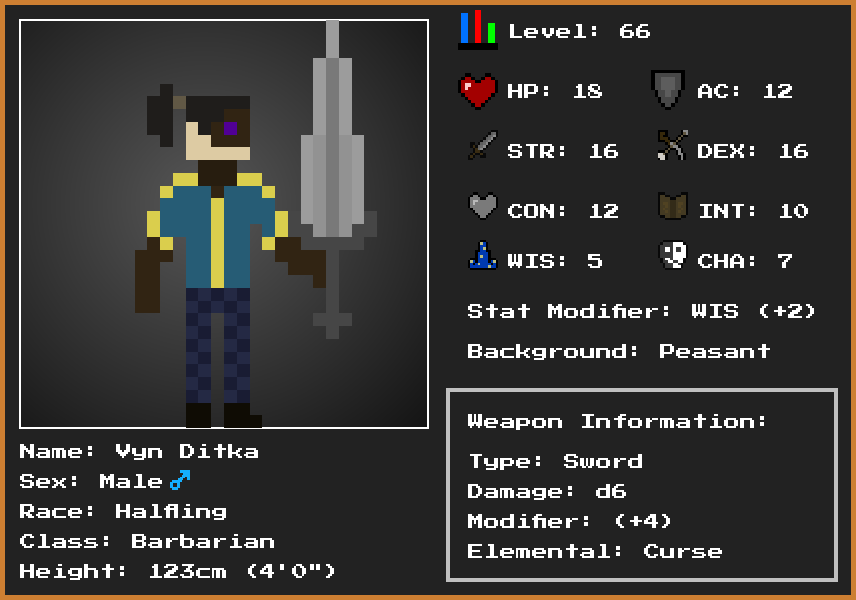 Level: 66
HP: 18
AC: 12
STR: 16
DEX: 16
CON: 12
INT: 10
WIS: 5
CHA: 7
Stat Modifier: WIS (+2)
Background: Peasant
Weapon Information:
Type: Sword
Damage: d6
Modifier: (+4)
Elemental: Curse
Name: Vyn Ditka
Sex: Male ♂
Race: Halfling
Class: Barbarian
Height: 123cm (4'0")